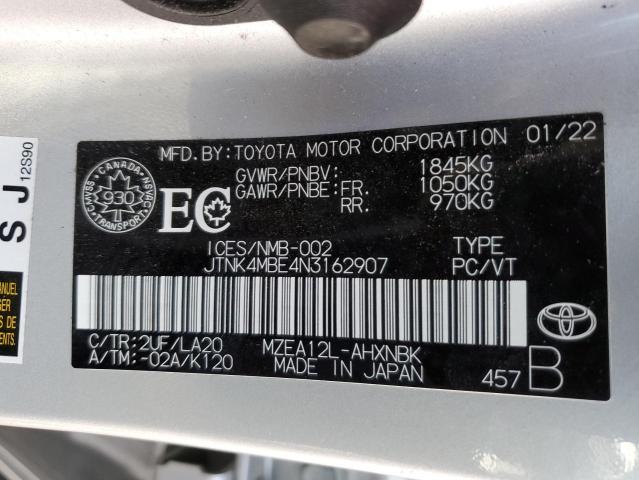 MFD. BY: TOYOTA MOTOR CORPORATION 01/22
GVWR/PNBV: 1845KG
GAWR/PNBE: FR. 1050KG
RR. 970KG
CANADA
CMVSS 930 NSVAC
TRANSPORT
EC
ICES/NMB-002 TYPE
JTNK4MBE4N3162907 PC/VT
C/TR: 2UF/LA20 MZEA12L-AHXNBK
A/TM: -02A/K120 MADE IN JAPAN
457 B
S J
12S90